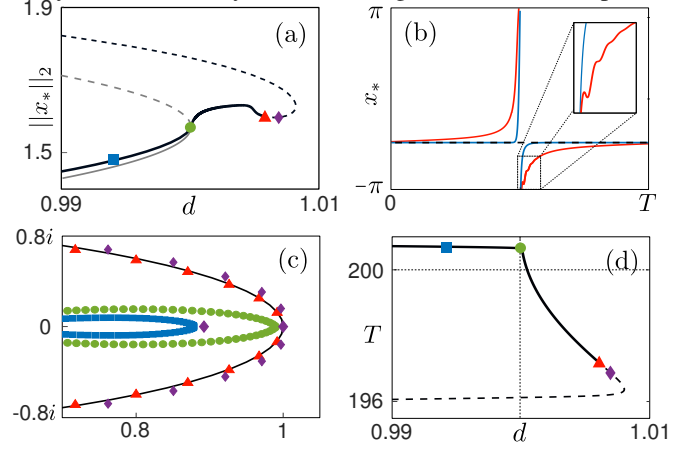 1.9
(a)
||x*||₂
1.5
0.99
d
1.01
π
(b)
x*
−π
0
T
0.8i
(c)
0
-0.8i
0.8
1
(d)
200
T
196
0.99
d
1.01